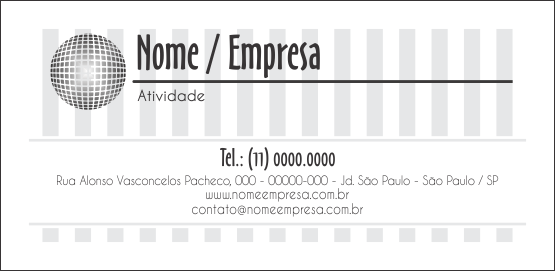 Nome / Empresa
Atividade
Tel.: (11) 0000.0000
Rua Alonso Vasconcelos Pacheco, 000 - 00000-000 - Jd. São Paulo - São Paulo / SP
www.nomeempresa.com.br
contato@nomeempresa.com.br